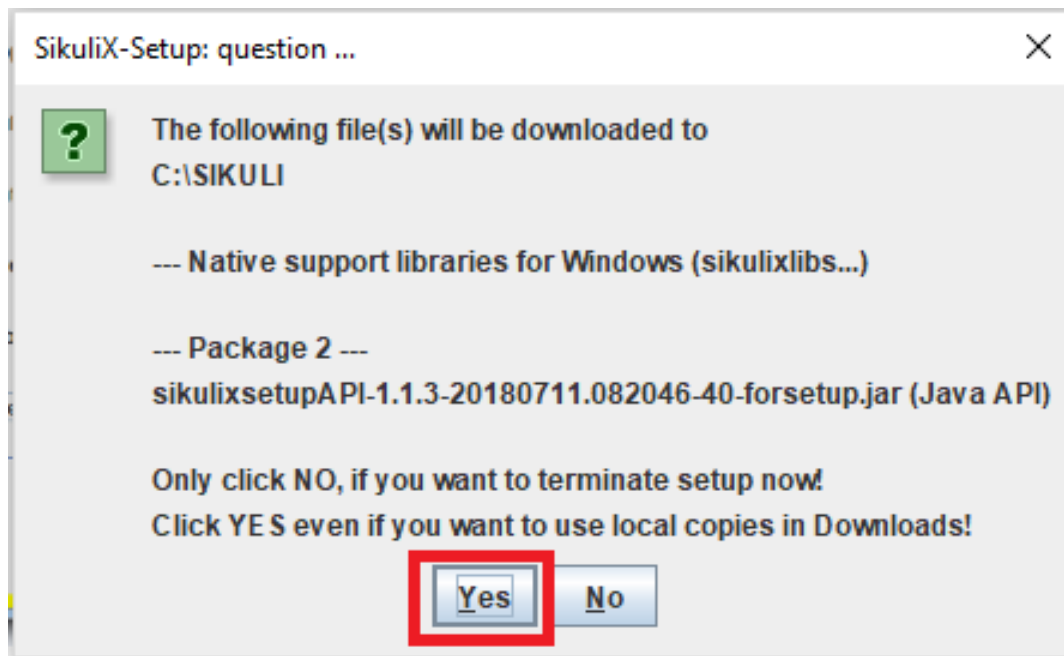 SikuliX-Setup: question ...
?
The following file(s) will be downloaded to
C:\SIKULI
--- Native support libraries for Windows (sikulixlibs...)
--- Package 2 ---
sikulixsetupAPI-1.1.3-20180711.082046-40-forsetup.jar (Java API)
Only click NO, if you want to terminate setup now!
Click YES even if you want to use local copies in Downloads!
Yes No